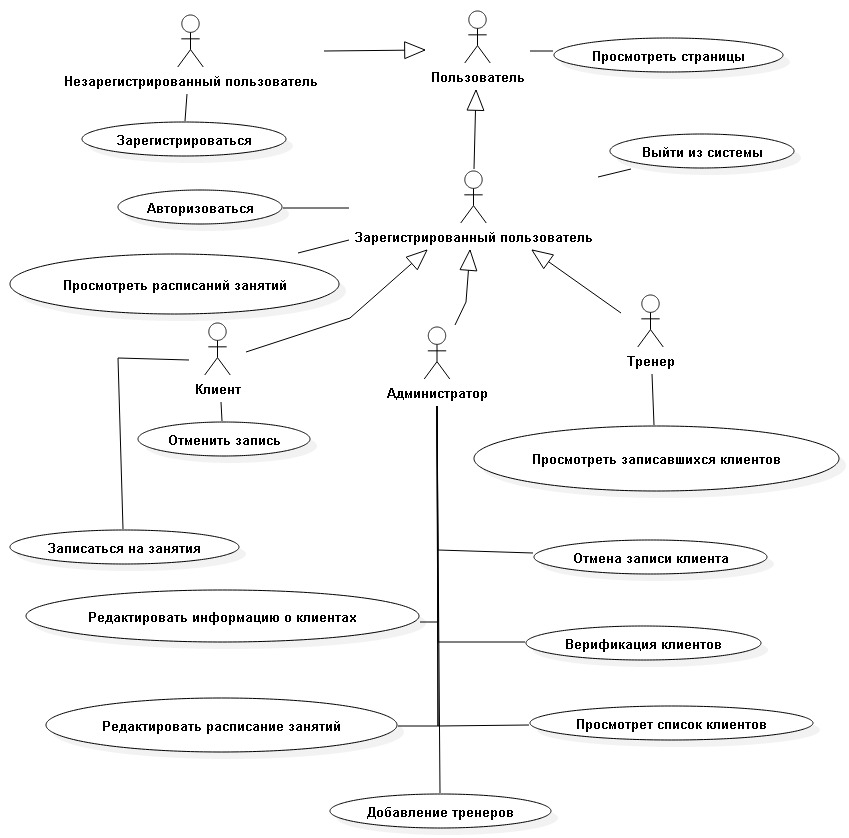 Незарегистрированный пользователь
Пользователь
Просмотреть страницы
Зарегистрироваться
Выйти из системы
Авторизоваться
Зарегистрированный пользователь
Просмотреть расписаний занятий
Клиент
Администратор
Тренер
Отменить запись
Просмотреть записавшихся клиентов
Записаться на занятия
Отмена записи клиента
Редактировать информацию о клиентах
Верификация клиентов
Редактировать расписание занятий
Просмотрет список клиентов
Добавление тренеров